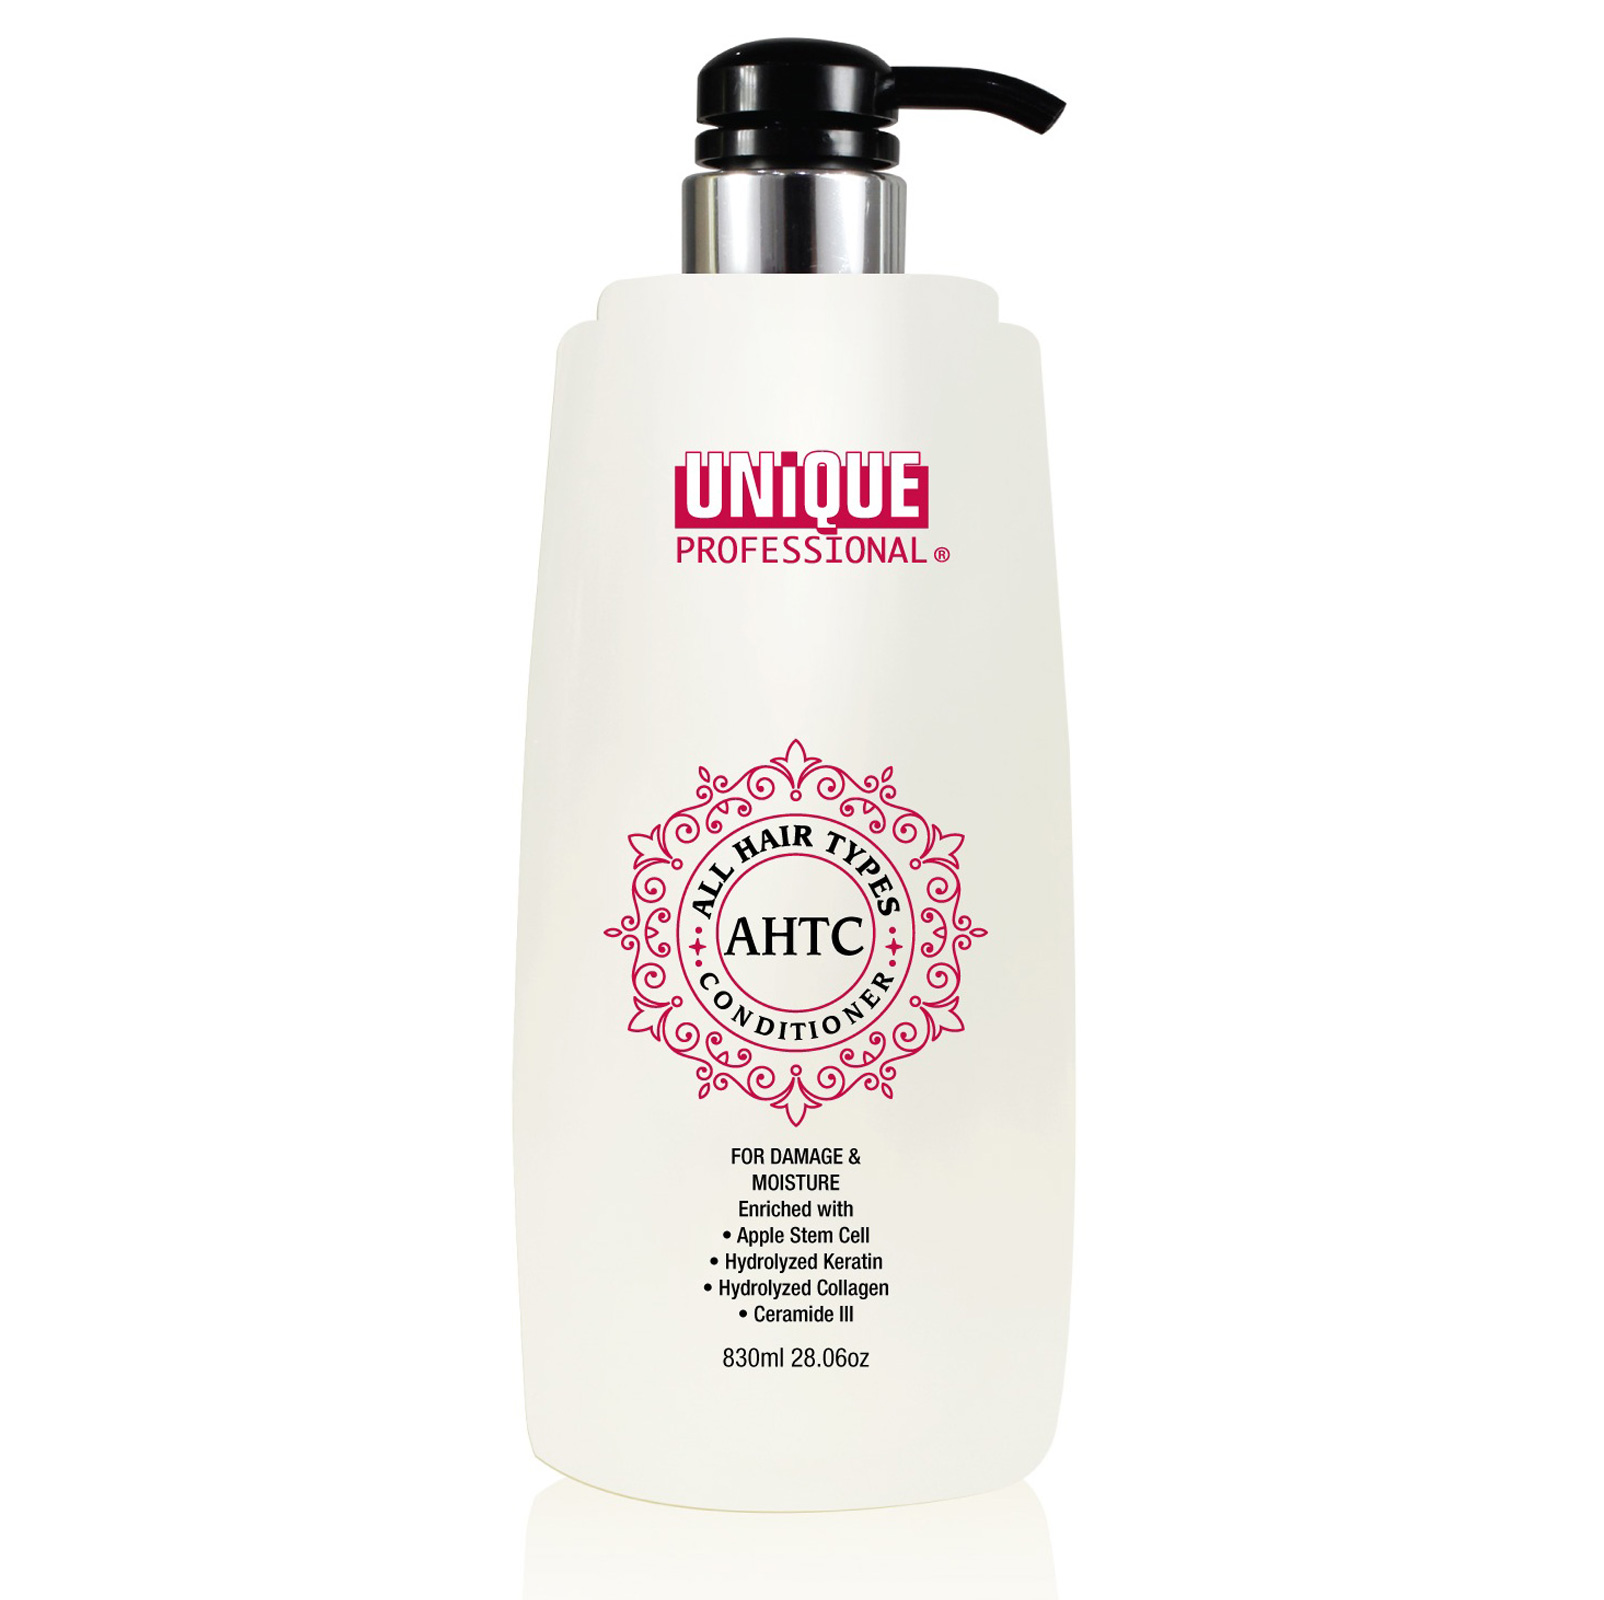 UNiQUE
PROFESSIONAL ®
ALL HAIR TYPES
AHTC
CONDITIONER
FOR DAMAGE &
MOISTURE
Enriched with
• Apple Stem Cell
• Hydrolyzed Keratin
• Hydrolyzed Collagen
• Ceramide III
830ml 28.06oz